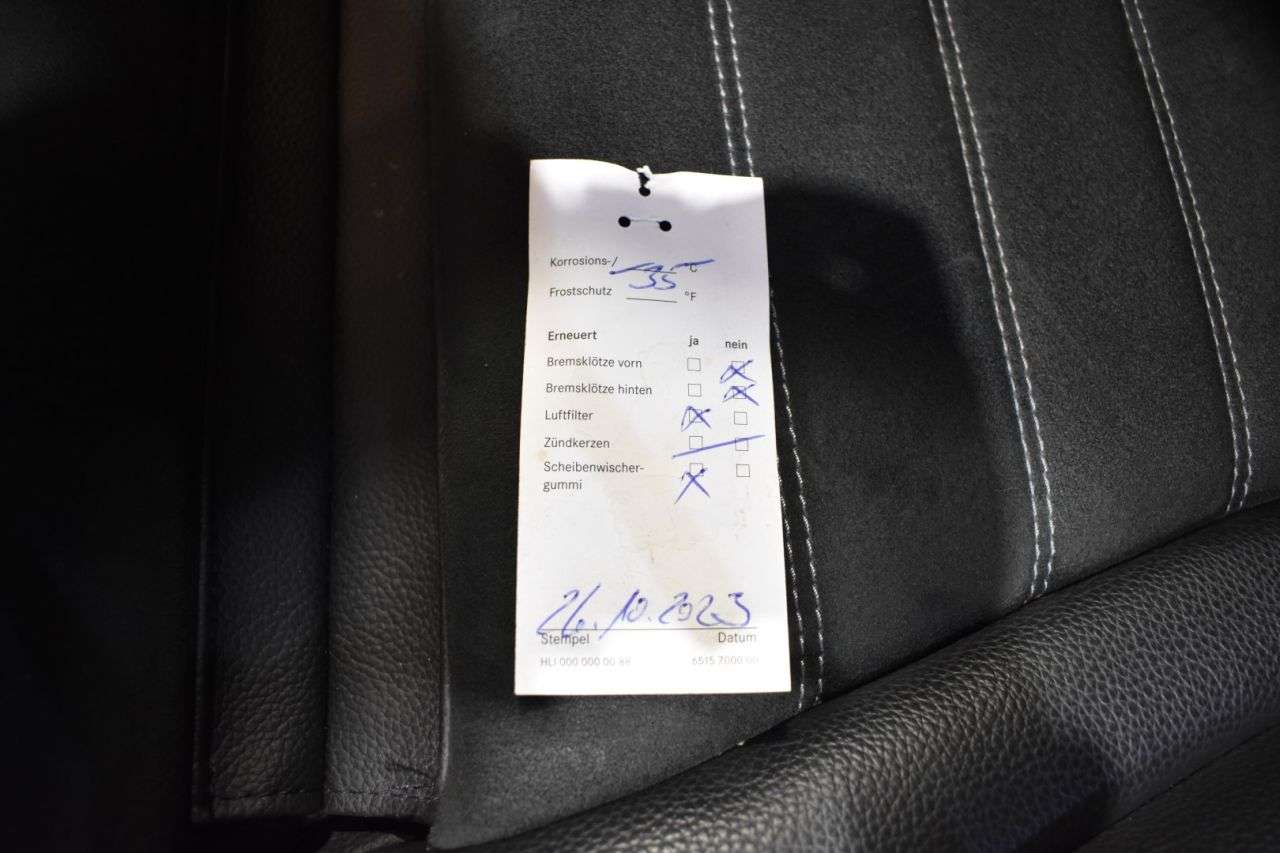 Korrosions-/ °C
35
Frostschutz °F
Erneuert ja nein
Bremsklötze vorn
Bremsklötze hinten
Luftfilter
Zündkerzen
Scheibenwischer-
gummi
26.10.2023
Stempel Datum
HLI 000 000 00 88 6515 7000 00